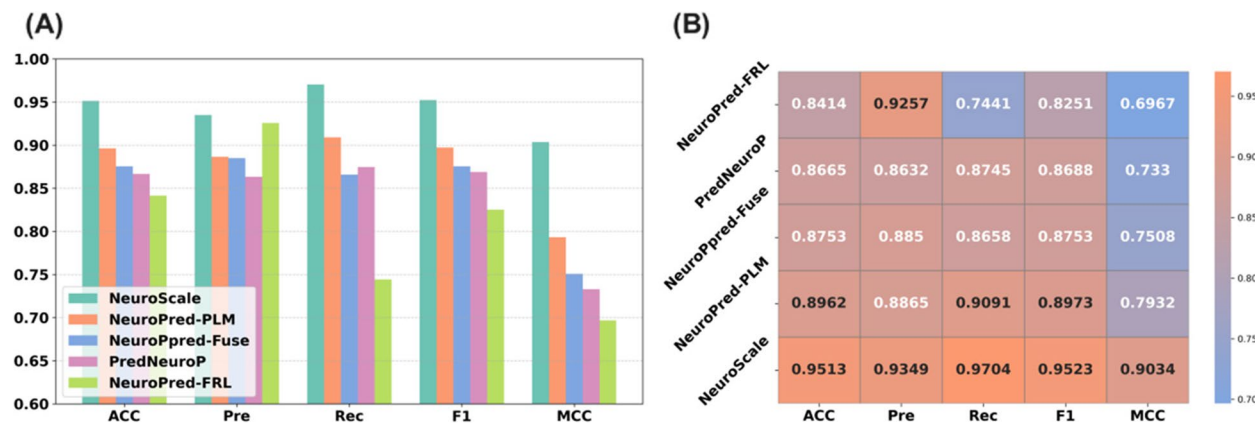 (A)
1.00
0.95
0.90
0.85
0.80
0.75
0.70
0.65
0.60
NeuroScale
NeuroPred-PLM
NeuroPpred-Fuse
PredNeuroP
NeuroPred-FRL
ACC Pre Rec F1 MCC
(B)
NeuroPred-FRL 0.8414 0.9257 0.7441 0.8251 0.6967
PredNeuroP 0.8665 0.8632 0.8745 0.8688 0.733
NeuroPpred-Fuse 0.8753 0.885 0.8658 0.8753 0.7508
NeuroPred-PLM 0.8962 0.8865 0.9091 0.8973 0.7932
NeuroScale 0.9513 0.9349 0.9704 0.9523 0.9034
ACC Pre Rec F1 MCC
0.95
0.90
0.85
0.80
0.75
0.70